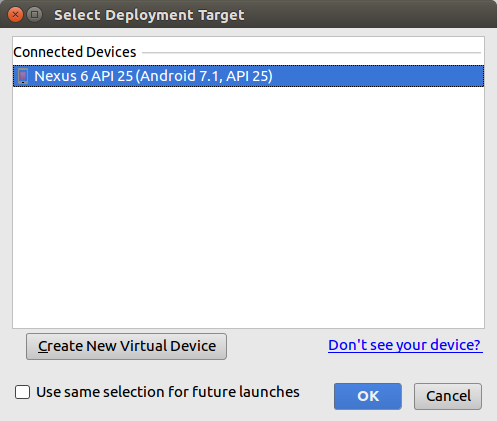 Select Deployment Target
Connected Devices
Nexus 6 API 25 (Android 7.1, API 25)
Create New Virtual Device
Don't see your device?
Use same selection for future launches
OK
Cancel